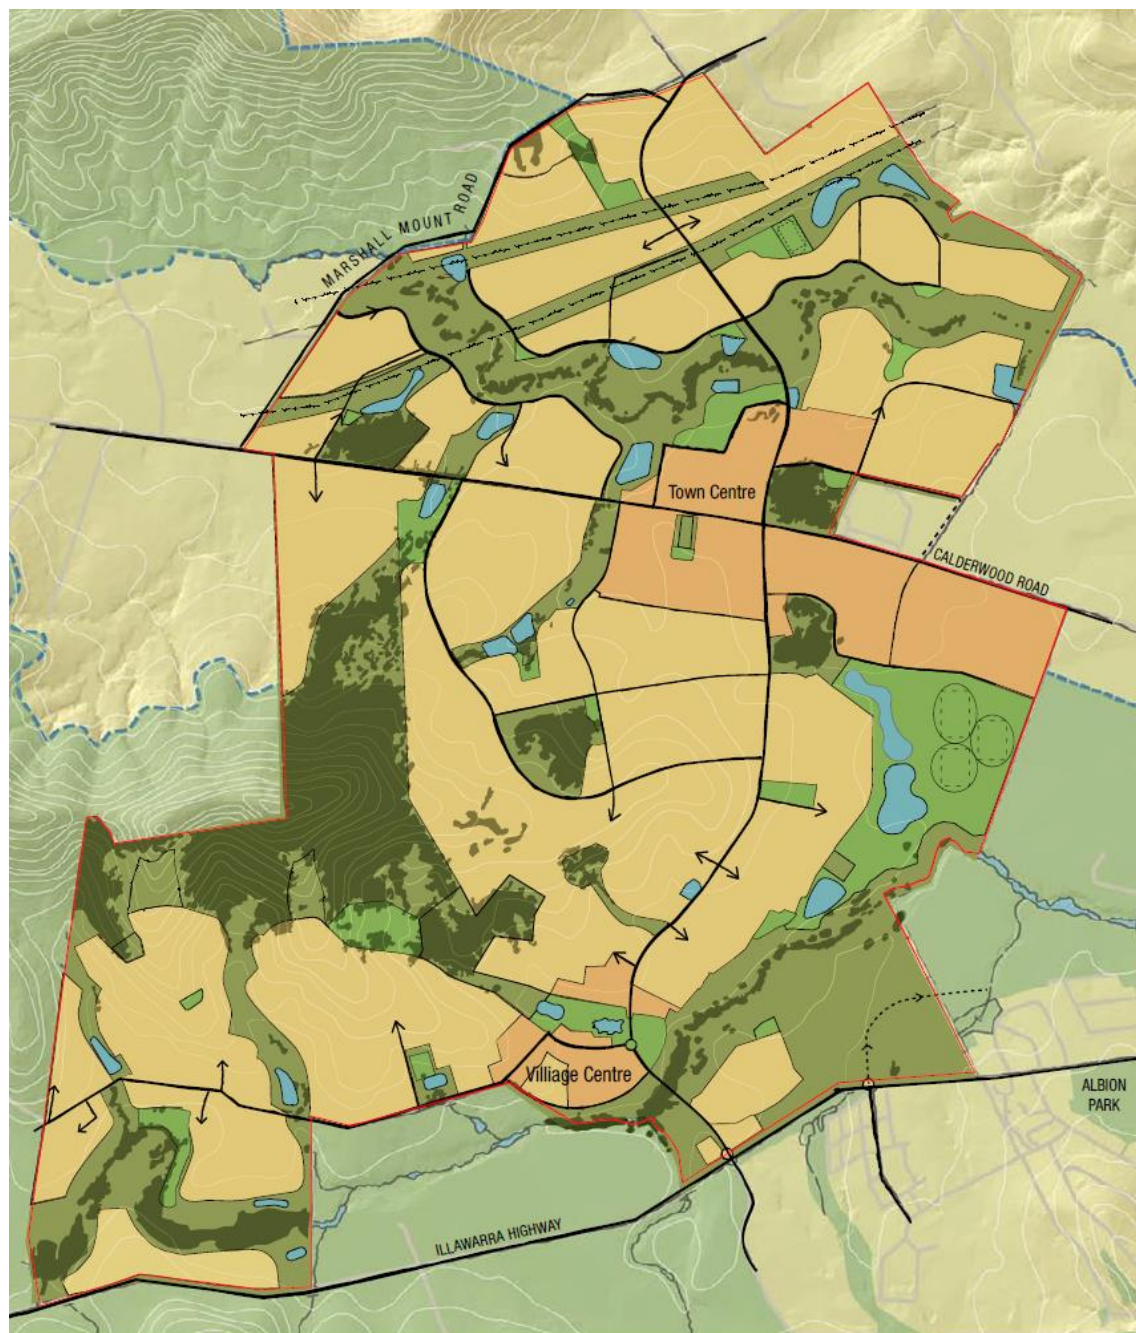 MARSHALL MOUNT ROAD
Town Centre
CALDERWOOD ROAD
Villiage Centre
ALBION
PARK
ILLAWARRA HIGHWAY